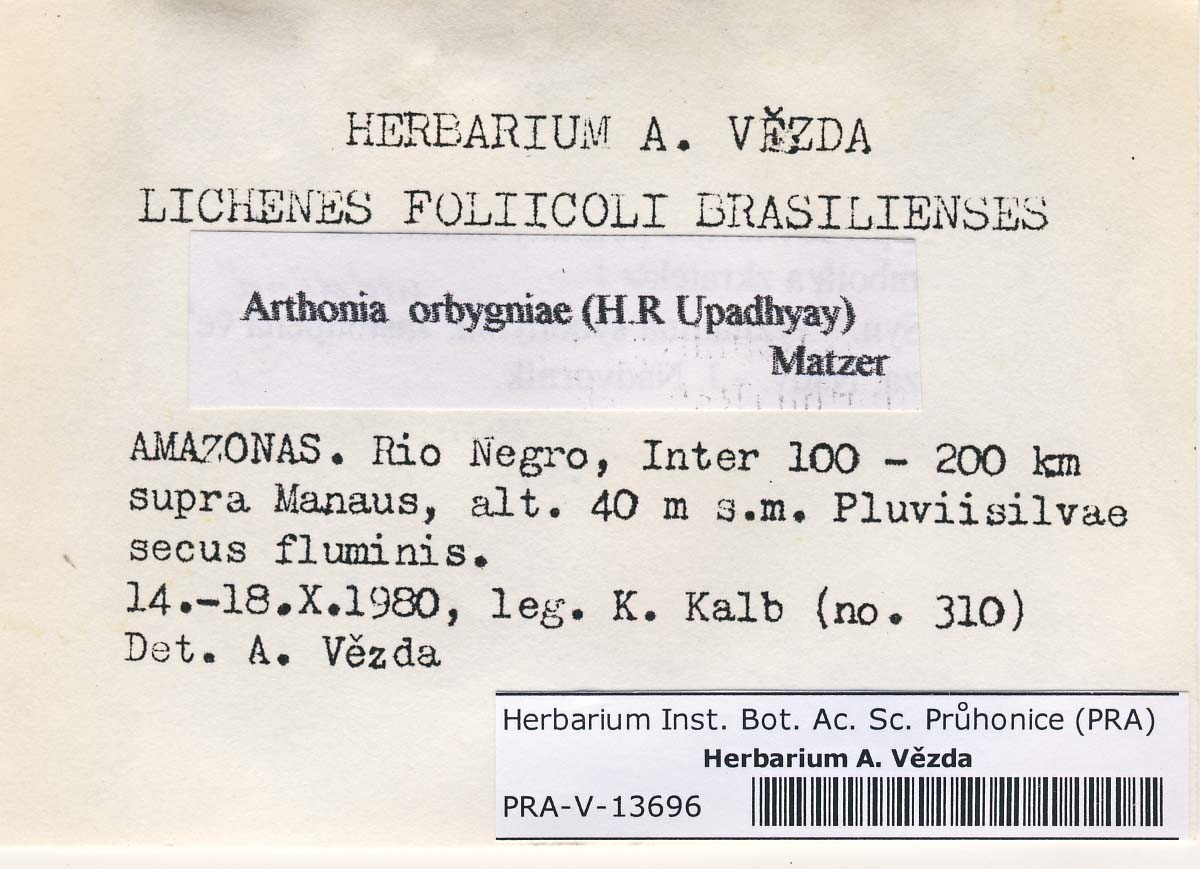 HERBARIUM A. VĚZDA
LICHENES FOLIICOLI BRASILIENSES
Arthonia orbygniae (H.R Upadhyay)
Matzer
AMAZONAS. Rio Negro, Inter 100 - 200 km
supra Manaus, alt. 40 m s.m. Pluviisilvae
secus fluminis.
14.-18.X.1980, leg. K. Kalb (no. 310)
Det. A. Vězda
Herbarium Inst. Bot. Ac. Sc. Průhonice (PRA)
Herbarium A. Vězda
PRA-V-13696